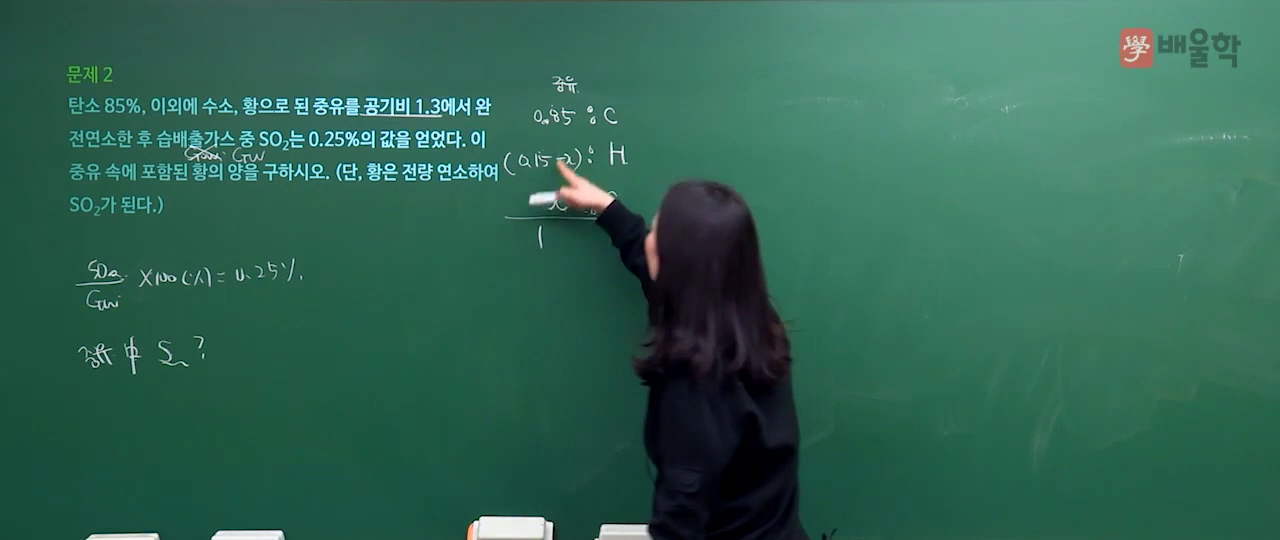 學 배울학
문제 2
탄소 85%, 이외에 수소, 황으로 된 중유를 공기비 1.3에서 완
전연소한 후 습배출가스 중 SO₂는 0.25%의 값을 얻었다. 이
Gw
중유 속에 포함된 황의 양을 구하시오. (단, 황은 전량 연소하여
SO₂가 된다.)
SO₂/Gw ×100(%) = 0.25%
중유 中 S ?
중유
0.85 : C
(0.15-x) : H
x
1